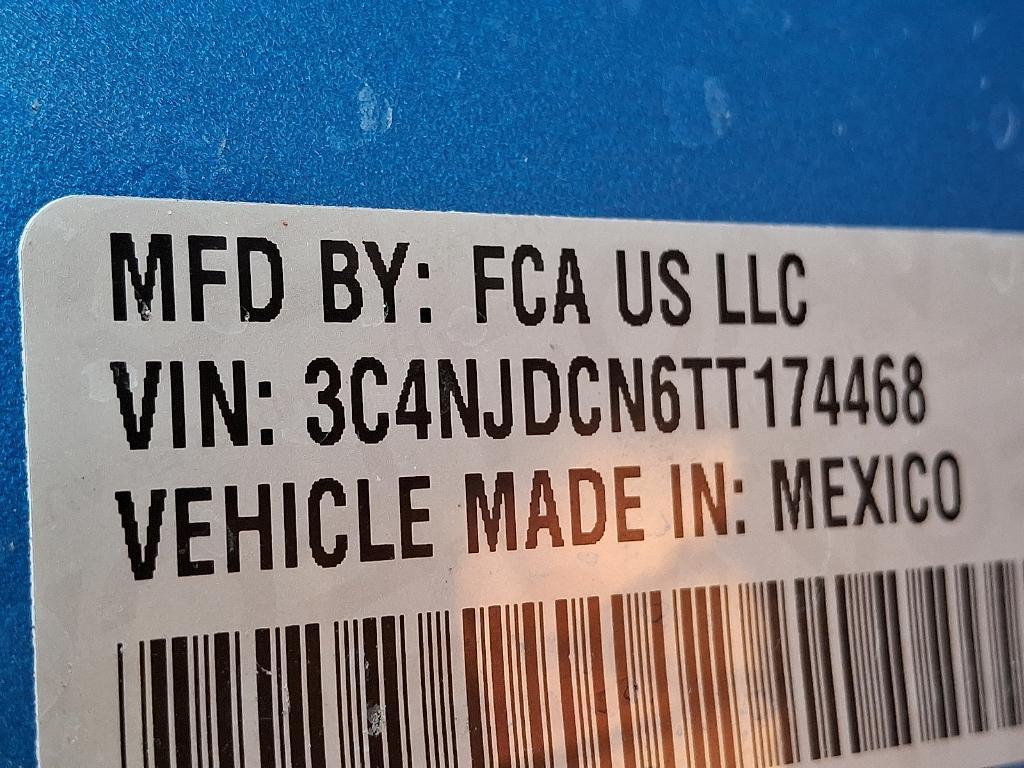 MFD BY: FCA US LLC
VIN: 3C4NJDCN6TT174468
VEHICLE MADE IN: MEXICO